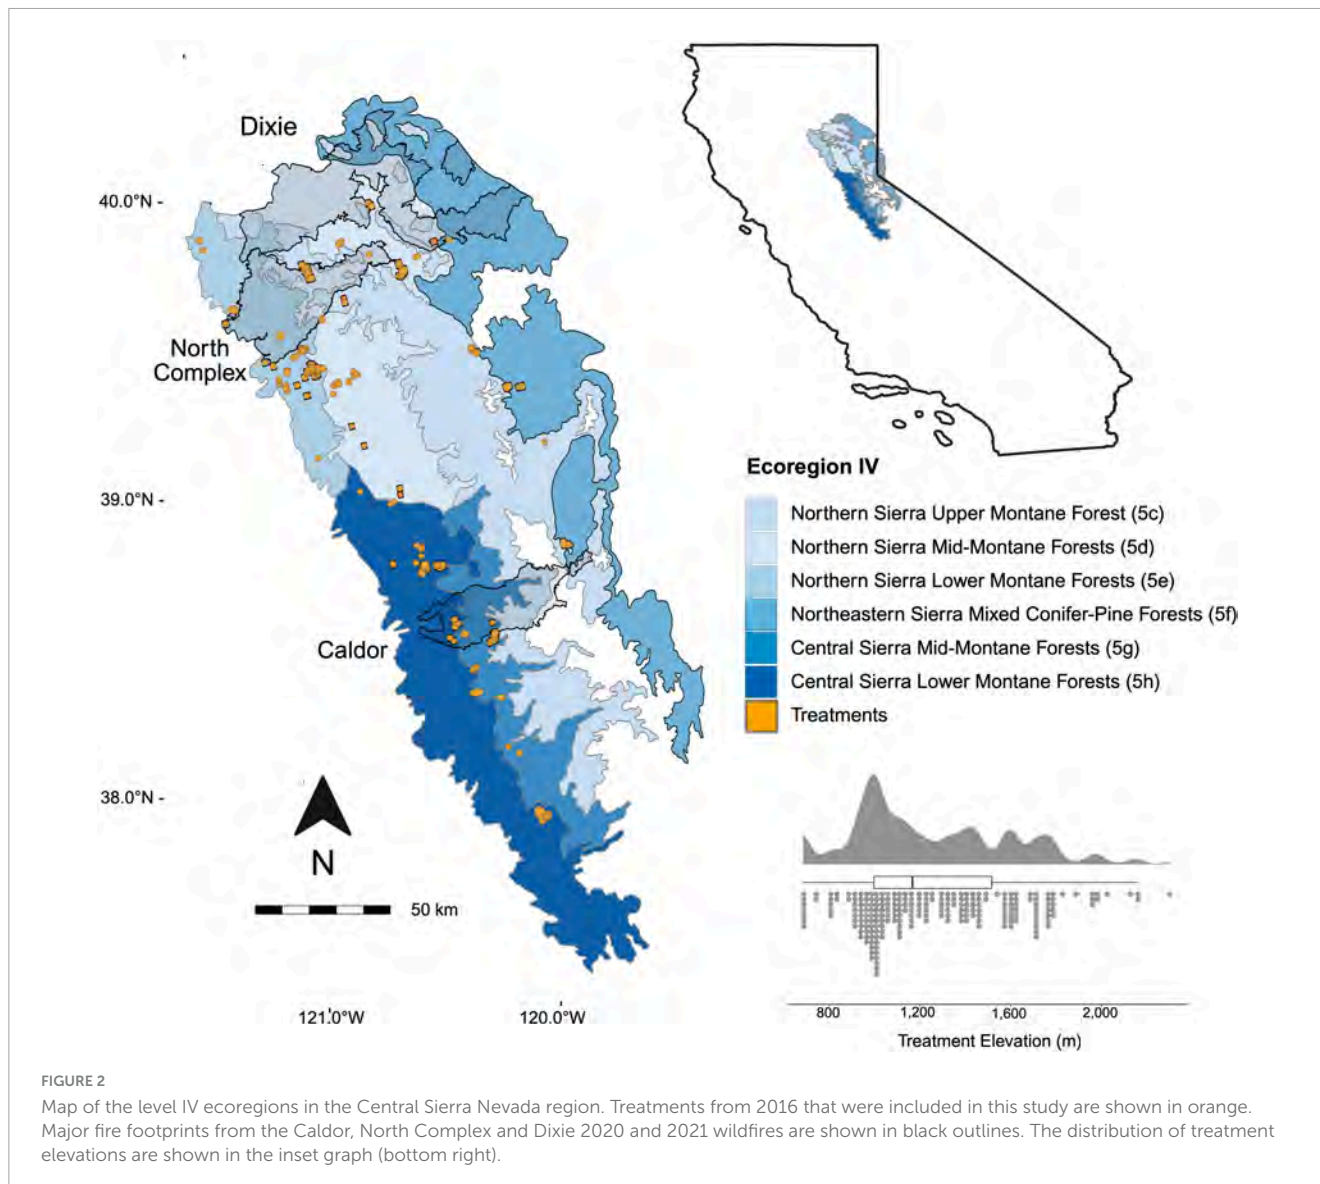 Dixie
40.0°N -
North
Complex
39.0°N -
Caldor
38.0°N -
N
50 km
121.0°W
120.0°W
Ecoregion IV
Northern Sierra Upper Montane Forest (5c)
Northern Sierra Mid-Montane Forests (5d)
Northern Sierra Lower Montane Forests (5e)
Northeastern Sierra Mixed Conifer-Pine Forests (5f)
Central Sierra Mid-Montane Forests (5g)
Central Sierra Lower Montane Forests (5h)
Treatments
800
1,200
1,600
2,000
Treatment Elevation (m)
FIGURE 2
Map of the level IV ecoregions in the Central Sierra Nevada region. Treatments from 2016 that were included in this study are shown in orange.
Major fire footprints from the Caldor, North Complex and Dixie 2020 and 2021 wildfires are shown in black outlines. The distribution of treatment
elevations are shown in the inset graph (bottom right).